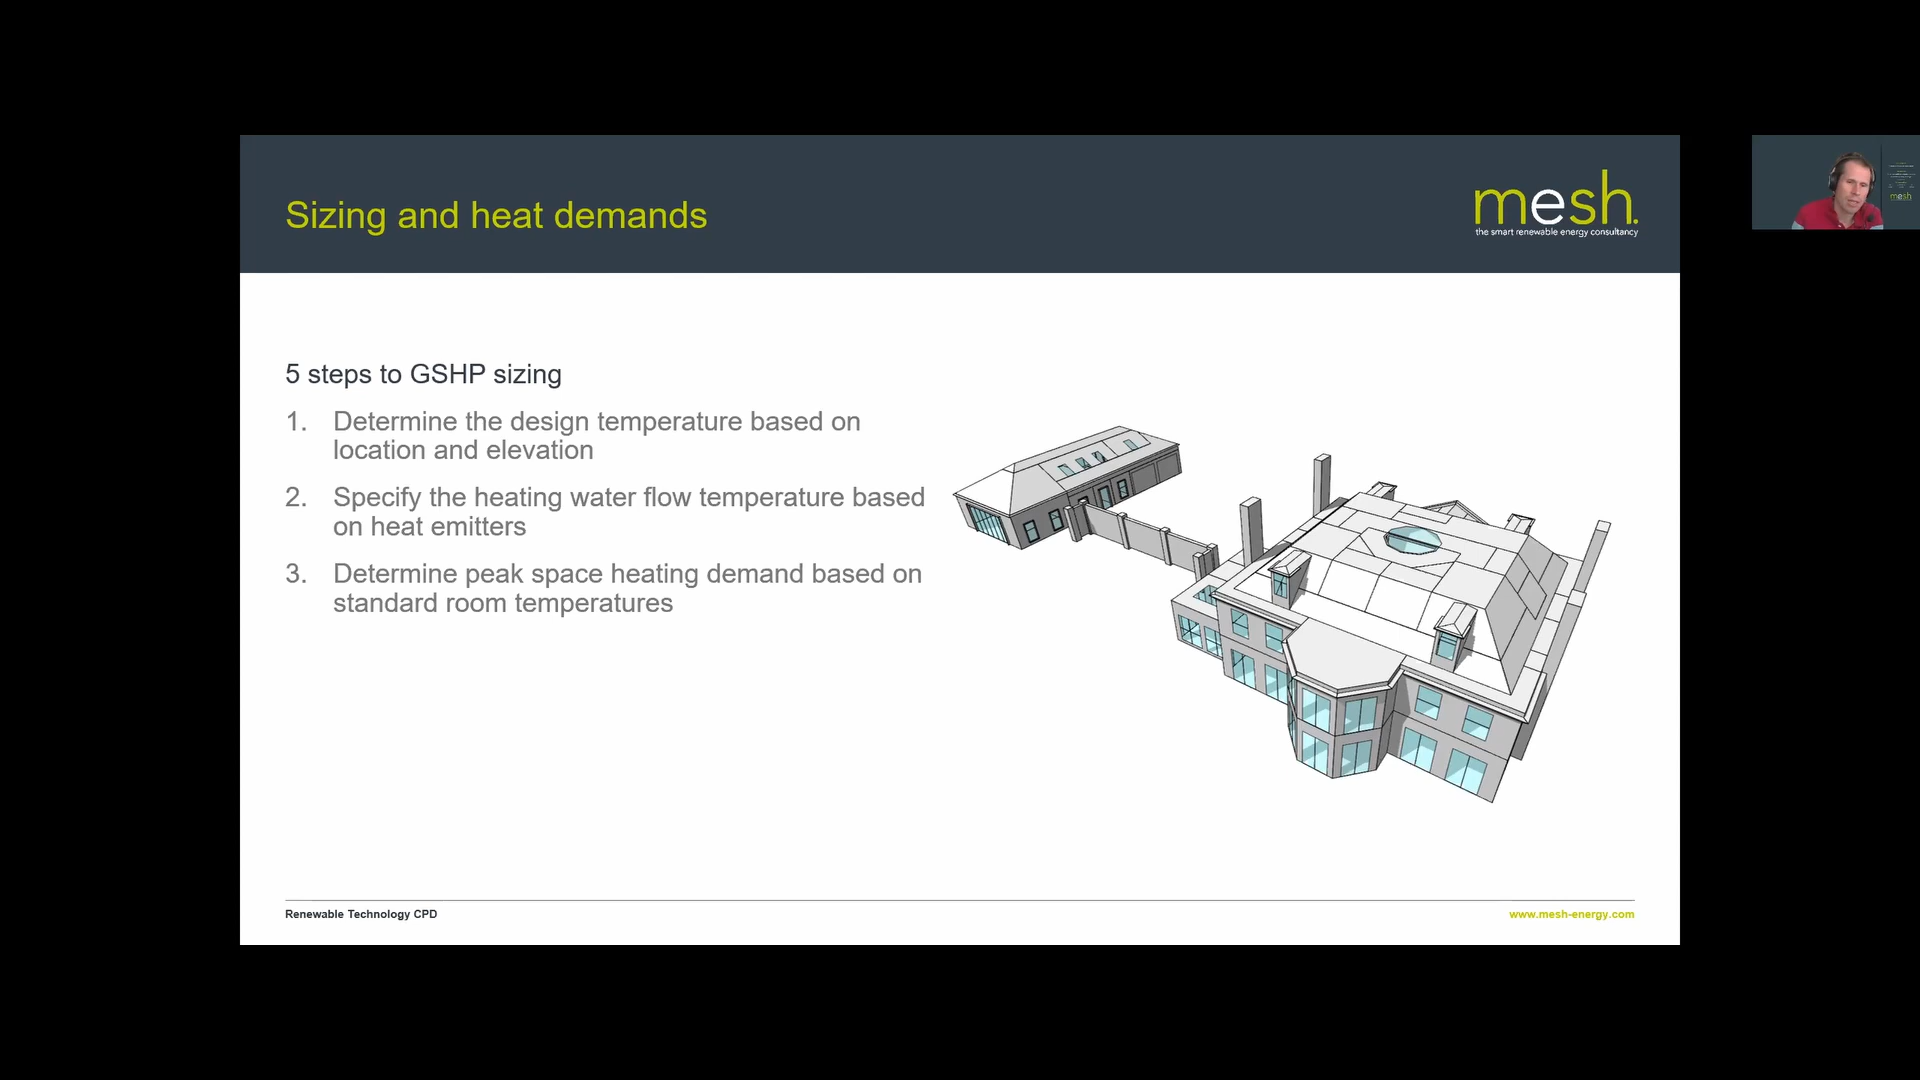 Sizing and heat demands
mesh.
the smart renewable energy consultancy
mesh
5 steps to GSHP sizing
1. Determine the design temperature based on
location and elevation
2. Specify the heating water flow temperature based
on heat emitters
3. Determine peak space heating demand based on
standard room temperatures
Renewable Technology CPD
www.mesh-energy.com